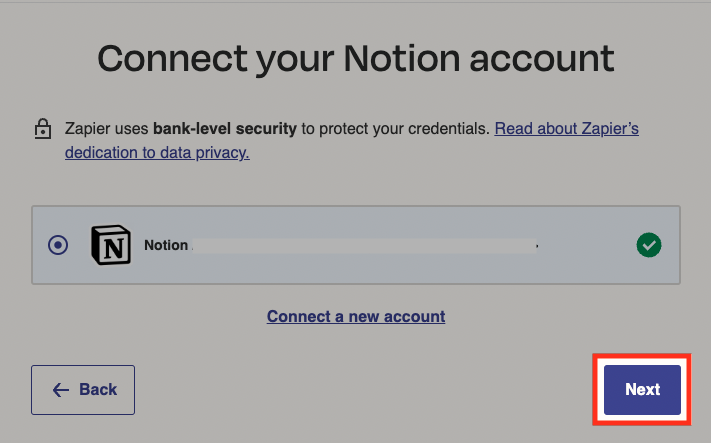 Connect your Notion account
Zapier uses bank-level security to protect your credentials. Read about Zapier's
dedication to data privacy.
N Notion
Connect a new account
← Back
Next